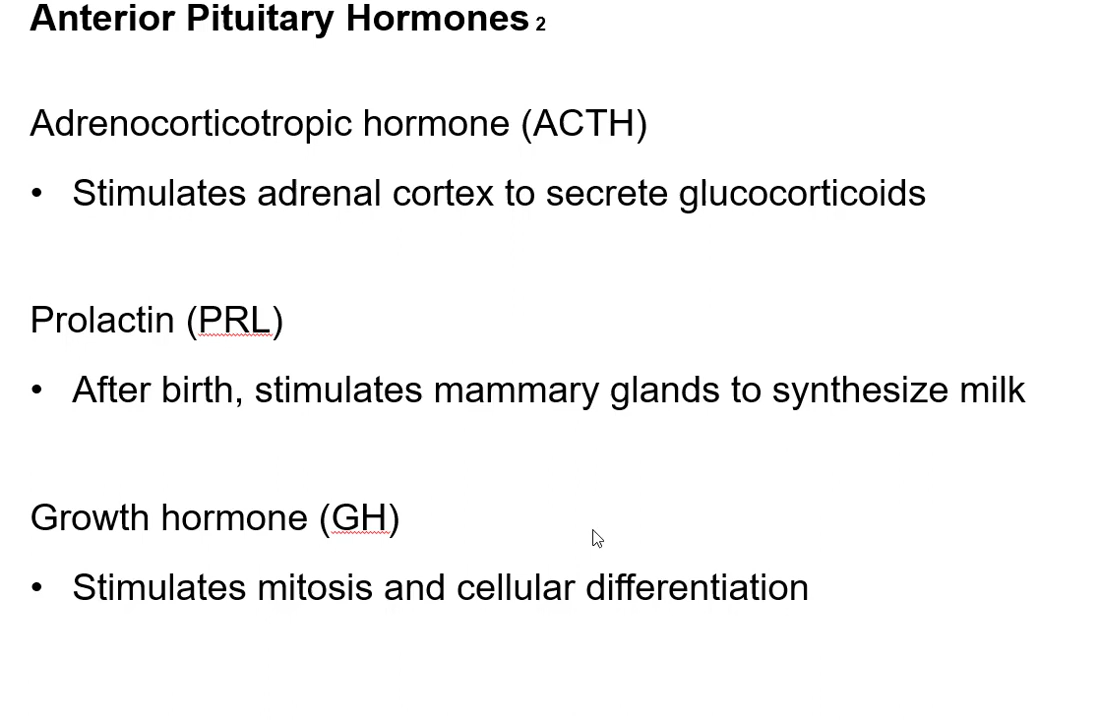 Anterior Pituitary Hormones 2
Adrenocorticotropic hormone (ACTH)
• Stimulates adrenal cortex to secrete glucocorticoids
Prolactin (PRL)
• After birth, stimulates mammary glands to synthesize milk
Growth hormone (GH)
• Stimulates mitosis and cellular differentiation